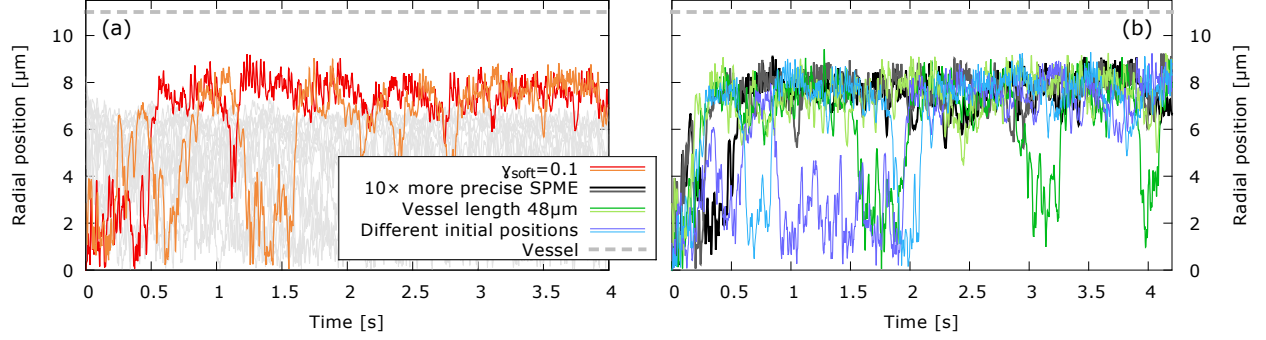 (a)
(b)
Radial position [µm]
0
2
4
6
8
10
0
0.5
1
1.5
2
2.5
3
3.5
4
Time [s]
γsoft=0.1
10× more precise SPME
Vessel length 48µm
Different initial positions
Vessel
0
0.5
1
1.5
2
2.5
3
3.5
4
Time [s]
0
2
4
6
8
10
Radial position [µm]